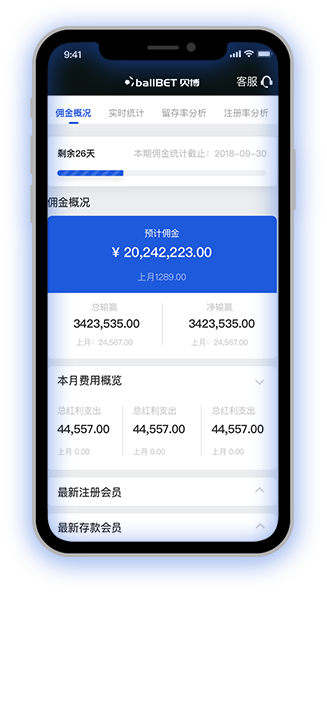 9:41
ballBET 贝博 客服
佣金概况 实时统计 留存率分析 注册率分析
剩余26天 本期佣金统计截止：2018-09-30
佣金概况
预计佣金
¥ 20,242,223.00
上月1289.00
总输赢 净输赢
3423,535.00 3423,535.00
上月：24,567.00 上月：24,567.00
本月费用概览
总红利支出 总红利支出 总红利支出
44,557.00 44,557.00 44,557.00
上月 0.00 上月 0.00 上月 0.00
最新注册会员
最新存款会员